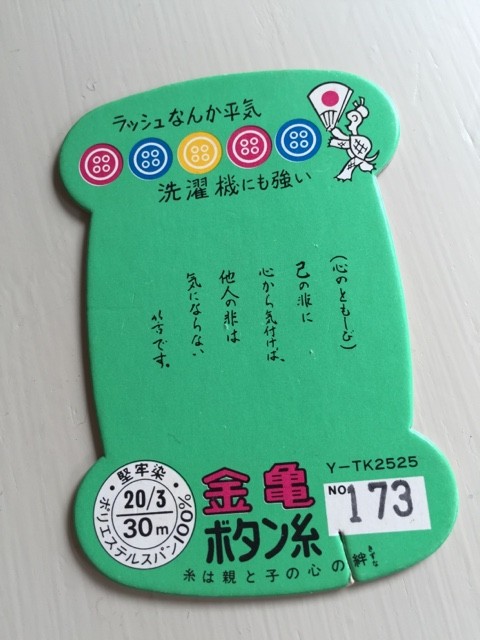 ラッシュなんか平気
洗濯機にも強い
(心のともしび)
己の非に
心から気付けば、
他人の非は
気にならない
です。
Y-TK2525
NO. 173
・堅牢染・
20/3
30m
ポリエステルスパン100%
金亀
ボタン糸
糸は親と子の心の絆
きずな